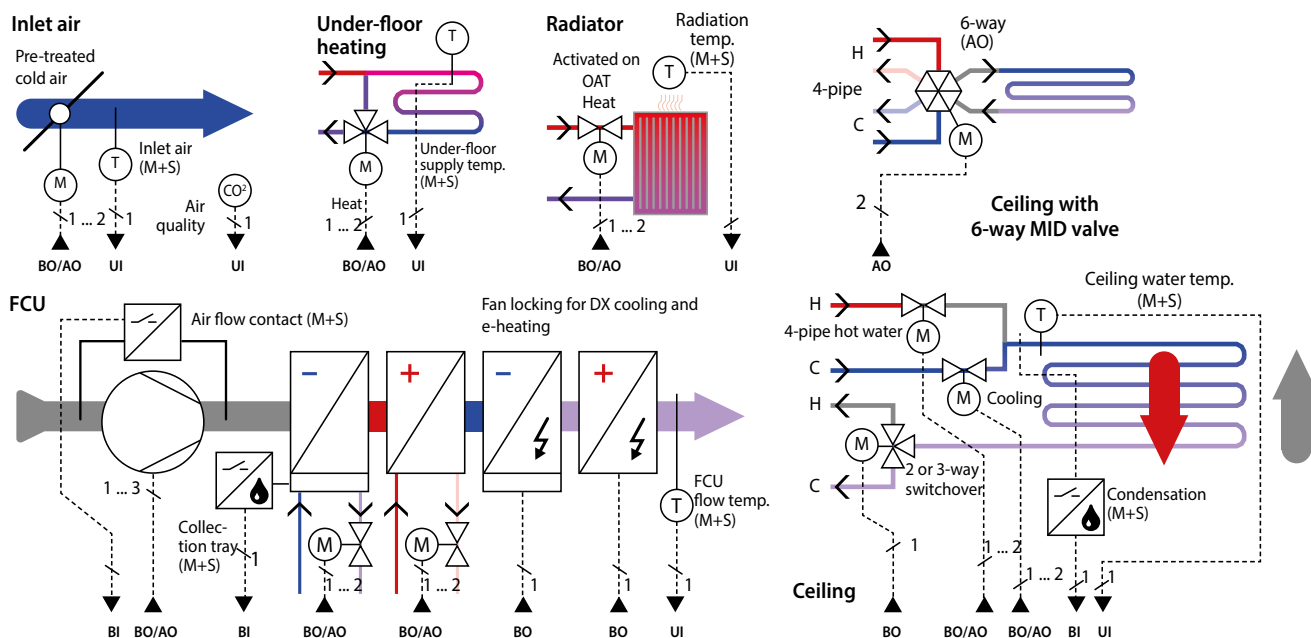 Inlet air
Pre-treated
cold air
Inlet air
(M+S)
T
M
CO²
Air
quality
1 ... 2
1
1
BO/AO
UI
UI
Under-floor
heating
T
M
Under-floor
supply temp.
(M+S)
Heat
1 ... 2
1
BO/AO
UI
Radiator
Radiation
temp.
(M+S)
Activated on
OAT
Heat
T
M
1 ... 2
BO/AO
UI
6-way
(AO)
H
4-pipe
C
M
2
AO
Ceiling with
6-way MID valve
FCU
Air flow contact (M+S)
Fan locking for DX cooling and
e-heating
−
+
−
+
1 ... 3
Collec-
tion tray
(M+S)
1
M
1 ... 2
M
1 ... 2
1
1
T
FCU
flow temp.
(M+S)
1
BI
BO/AO
BI
BO/AO
BO/AO
BO
BO
UI
Ceiling water temp.
(M+S)
H
4-pipe hot water
M
T
C
M
Cooling
H
M
2 or 3-way
switchover
C
Condensation
(M+S)
1
1 ... 2
1 ... 2
1
1
Ceiling
BO
BO/AO
BO/AO
BI
UI